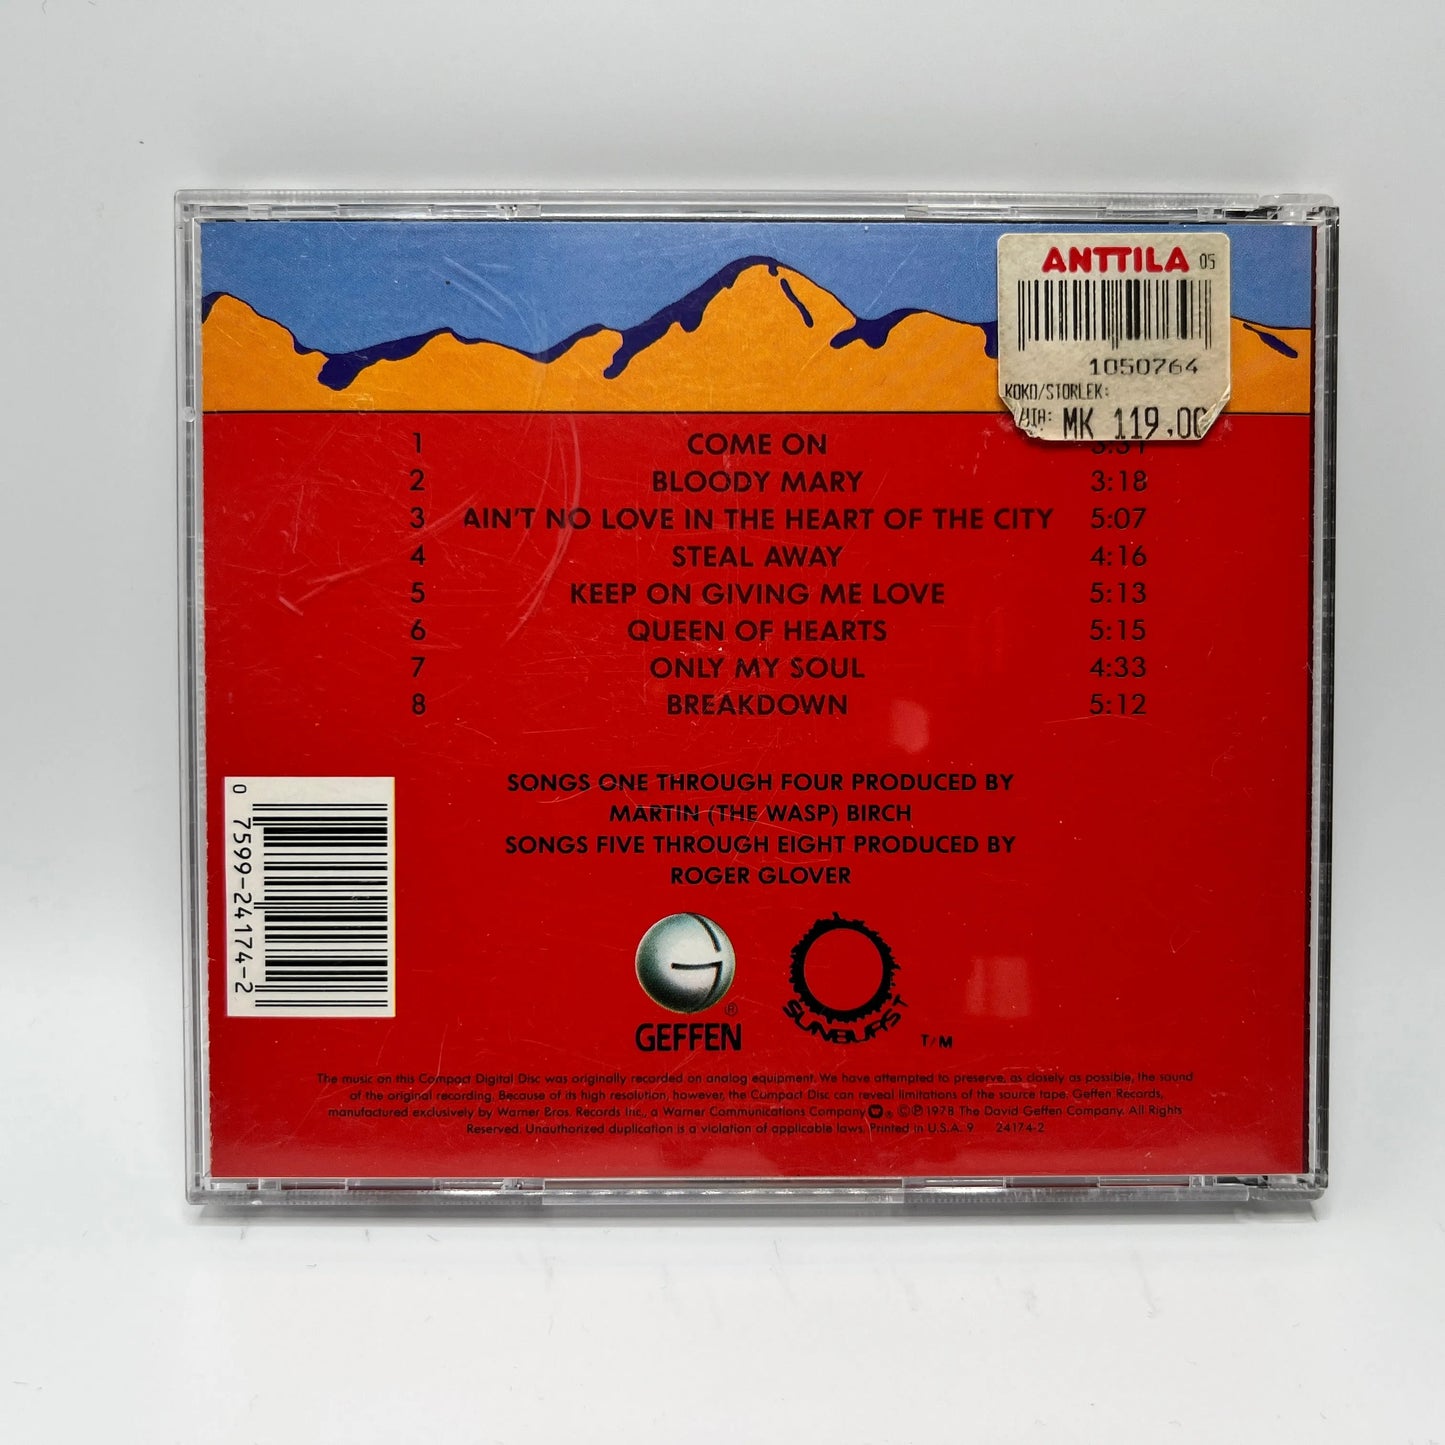 ANTTILA 05
1050764
KOKO/STORLEK:
MK 119,00
1 COME ON 3:31
2 BLOODY MARY 3:18
3 AIN'T NO LOVE IN THE HEART OF THE CITY 5:07
4 STEAL AWAY 4:16
5 KEEP ON GIVING ME LOVE 5:13
6 QUEEN OF HEARTS 5:15
7 ONLY MY SOUL 4:33
8 BREAKDOWN 5:12
SONGS ONE THROUGH FOUR PRODUCED BY
MARTIN (THE WASP) BIRCH
SONGS FIVE THROUGH EIGHT PRODUCED BY
ROGER GLOVER
0 7599-24174-2
GEFFEN ®
SUNBURST T/M
The music on this Compact Digital Disc was originally recorded on analog equipment. We have attempted to preserve, as closely as possible, the sound
of the original recording. Because of its high resolution, however, the Compact Disc can reveal limitations of the source tape. Geffen Records,
manufactured exclusively by Warner Bros. Records Inc., a Warner Communications Company ®. ©℗ 1978 The David Geffen Company. All Rights
Reserved. Unauthorized duplication is a violation of applicable laws. Printed in U.S.A. 9 24174-2